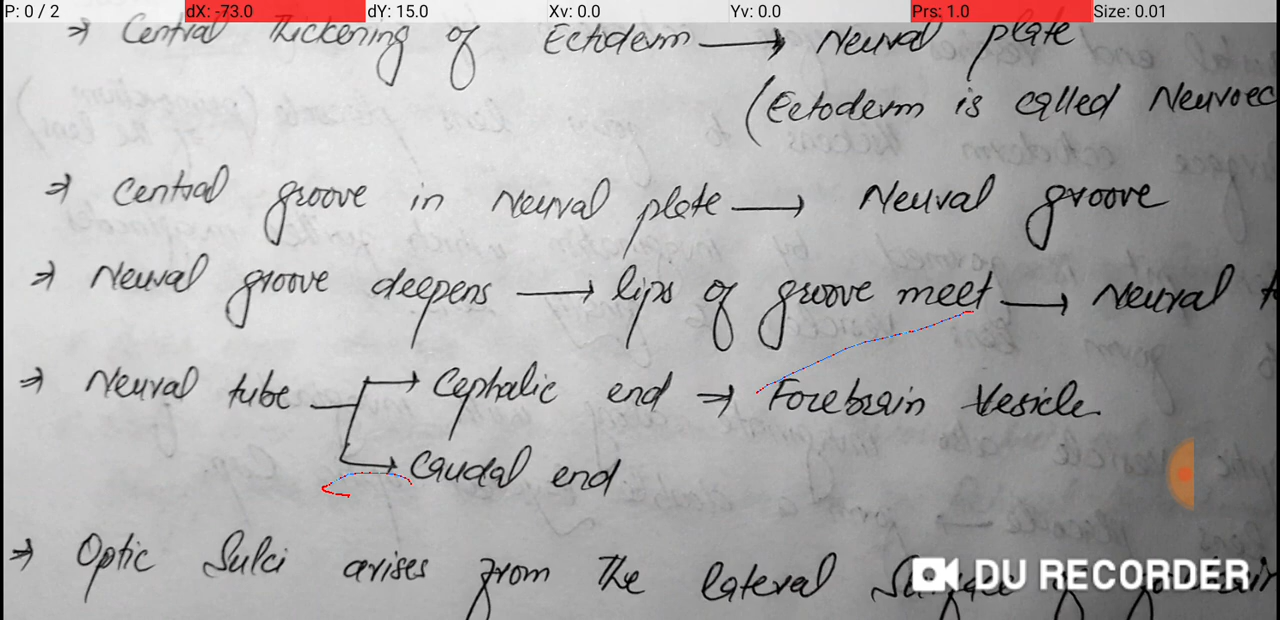 P: 0 / 2 dX: -73.0 dY: 15.0 Xv: 0.0 Yv: 0.0 Prs: 1.0 Size: 0.01
⇒ Central Thickening of Ectoderm → Neural plate
(Ectoderm is called Neuroec
⇒ Central groove in Neural plate → Neural groove
⇒ Neural groove deepens → lips of groove meet → Neural t
⇒ Neural tube → Cephalic end ⇒ Forebrain Vesicle
→ Caudal end
⇒ Optic Sulci arises from the lateral Surface of
DU RECORDER